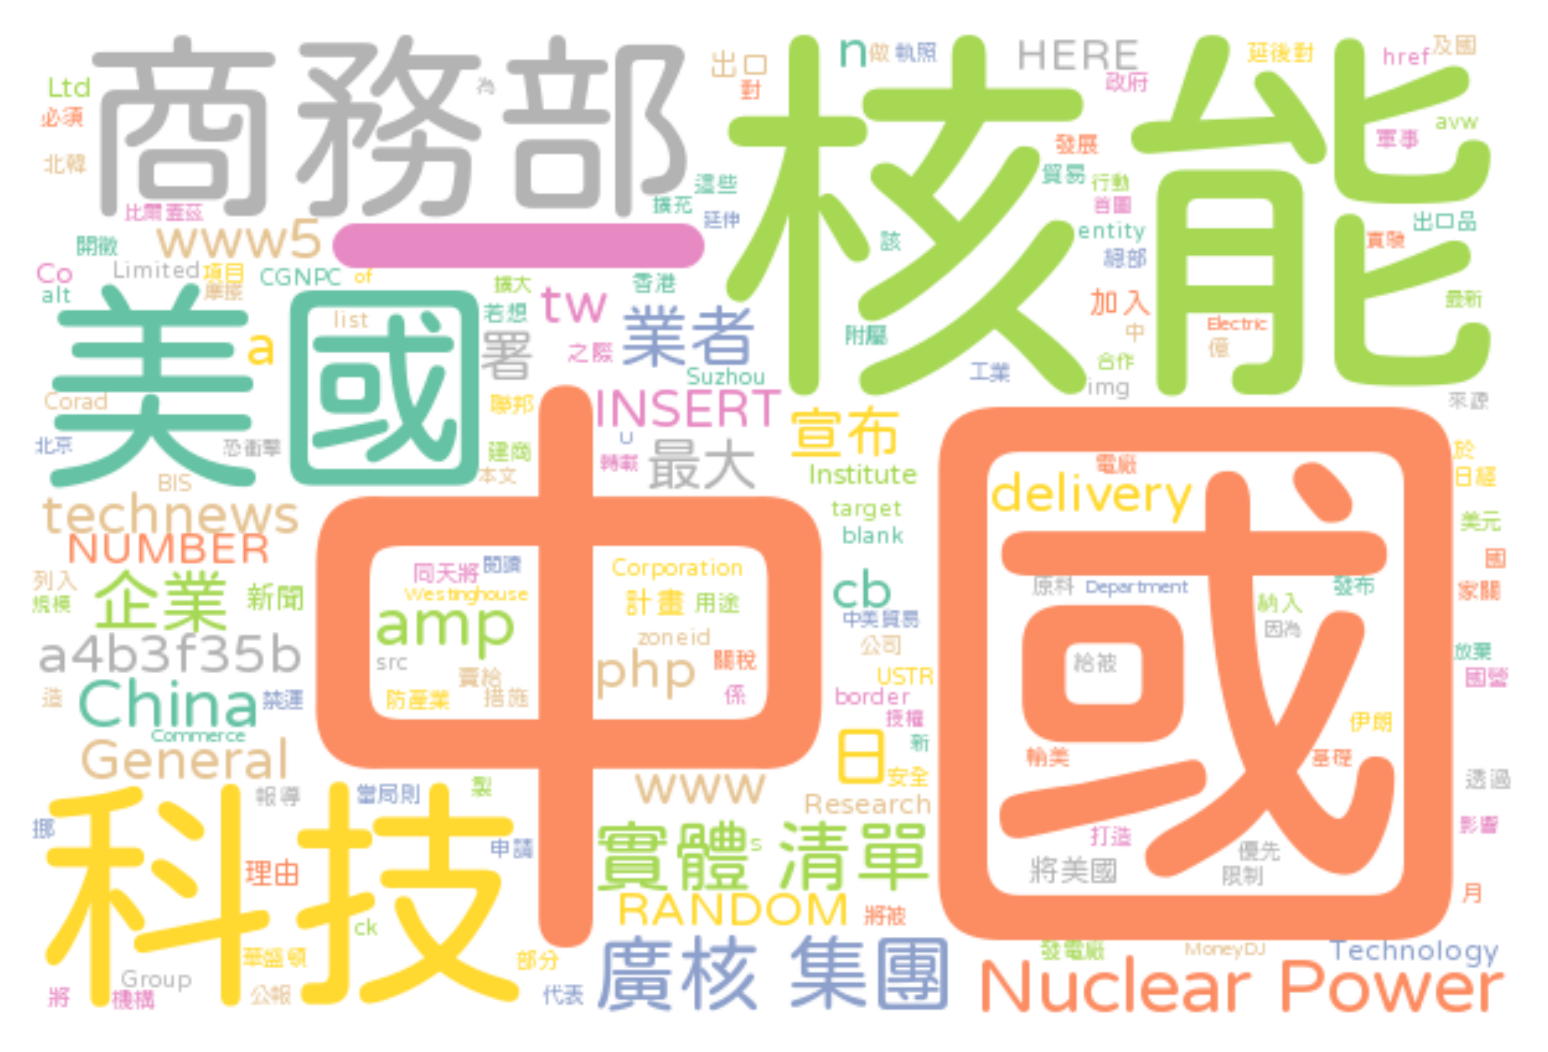 商務部
核能
出口
對
n
做
執照
HERE
政府
延後對
href
及國
Ltd
為
必須
北韓
發展
軍事
avw
比爾蓋茲
這些
擴充
延伸
貿易
行動
首圖
entity
出口品
實驗
開徵
www5
該
總部
Co
alt
Limited
項目
摩擦
CGNPC
of
擴大
香港
tw
若想
加入
最新
美國
list
a
署
業者
之際
附屬
中
Electric
億
Suzhou
工業
合作
img
Corad
聯邦
INSERT
宣布
來源
北京
恐衝擊
建商
U
轉載
最大
中國
電廠
於
日經
BIS
本文
Institute
delivery
technews
target
美元
NUMBER
blank
國
列入
規模
企業
新聞
同天將
閱讀
Westinghouse
Corporation
計畫
用途
cb
原料
Department
發布
納入
因為
家關
amp
zoneid
中美貿易
公司
a4b3f35b
src
php
關稅
給被
放棄
賣給
USTR
國營
造
China
禁運
防產業
措施
係
border
授權
伊朗
Commerce
日
新
General
輸美
基礎
安全
透過
科技
報導
當局則
製
www
Research
挪
申請
實體 清單
s
打造
優先
影響
理由
將美國
限制
RANDOM
將被
月
ck
華盛頓
部分
廣核 集團
發電廠
MoneyDJ
Technology
Group
將
機構
公報
代表
Nuclear Power